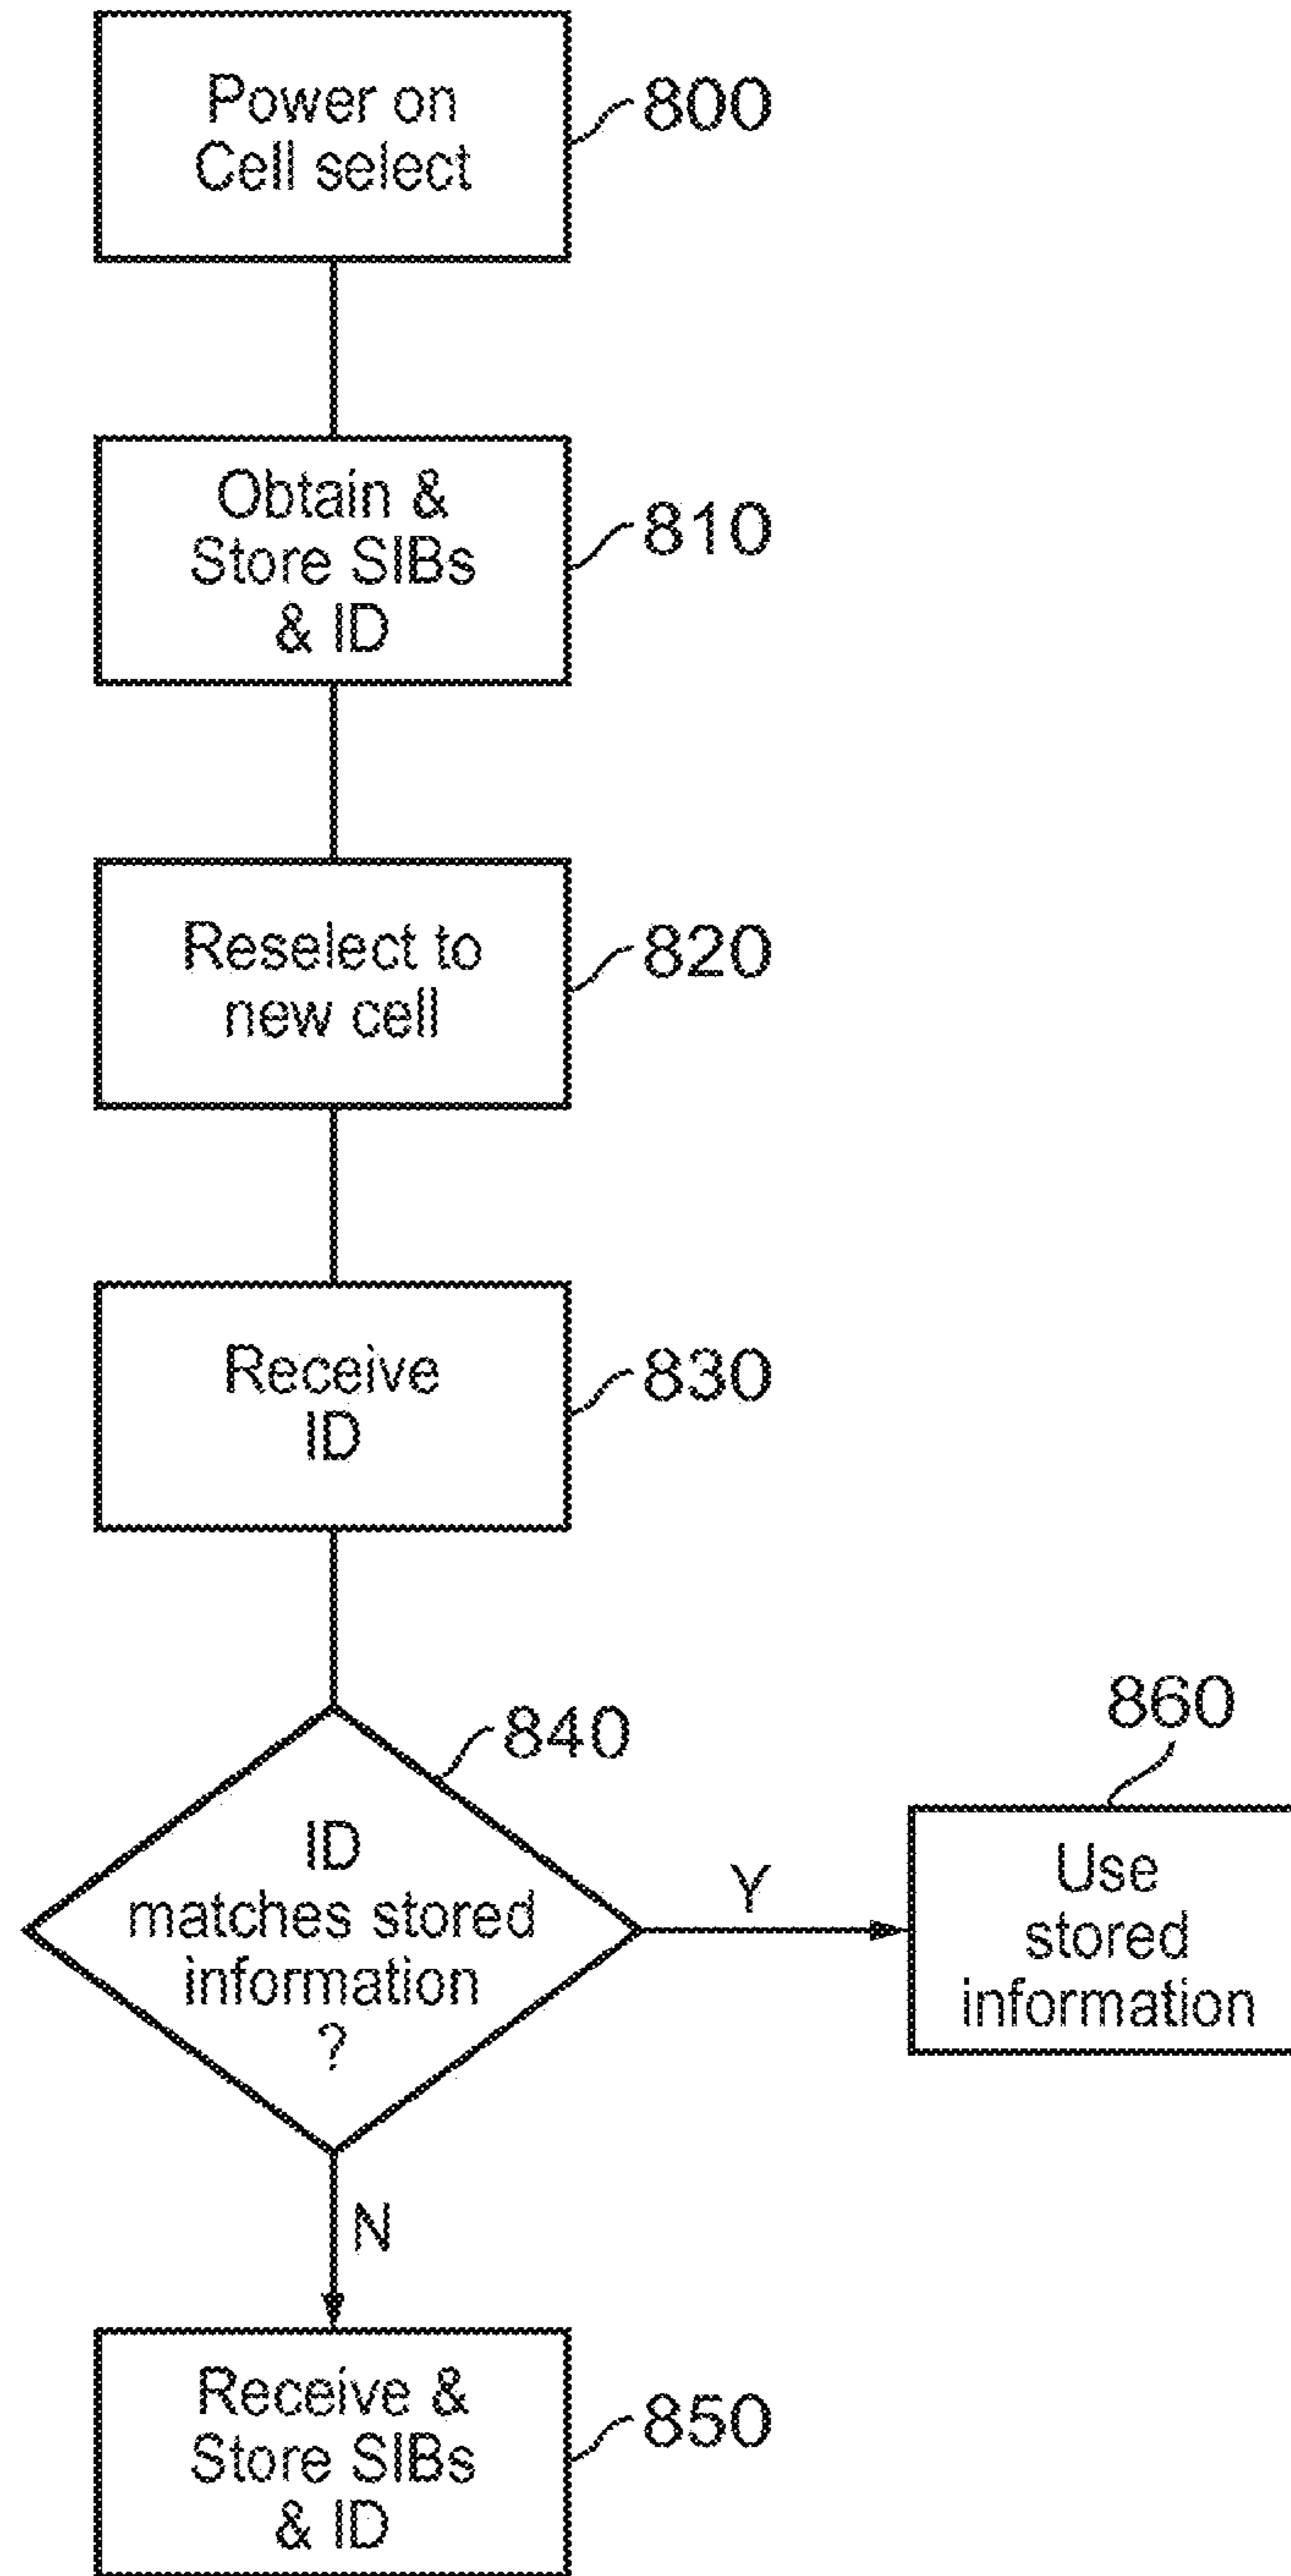 Power on
Cell select
800
Obtain &
Store SIBs
& ID
810
Reselect to
new cell
820
Receive
ID
830
840
ID
matches stored
information
?
Y
860
Use
stored
information
N
Receive &
Store SIBs
& ID
850